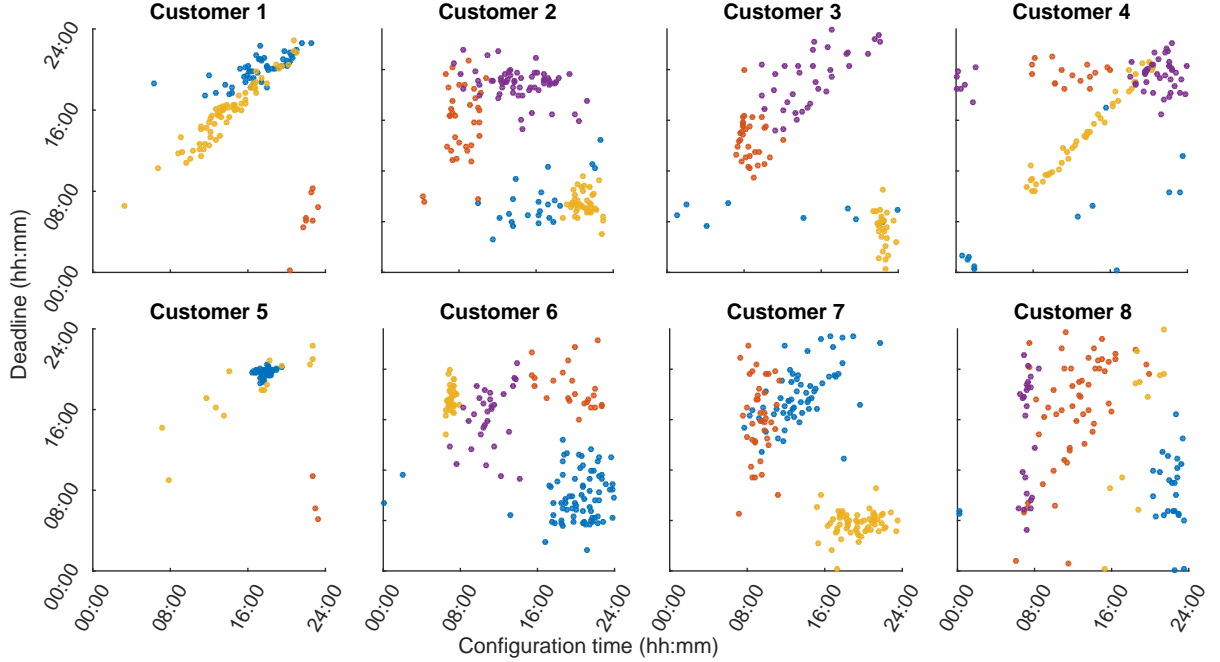 Customer 1
Customer 2
Customer 3
Customer 4
24:00
16:00
08:00
00:00
Customer 5
Customer 6
Customer 7
Customer 8
24:00
16:00
08:00
00:00
Deadline (hh:mm)
00:00
08:00
16:00
24:00
00:00
08:00
16:00
24:00
00:00
08:00
16:00
24:00
00:00
08:00
16:00
24:00
Configuration time (hh:mm)